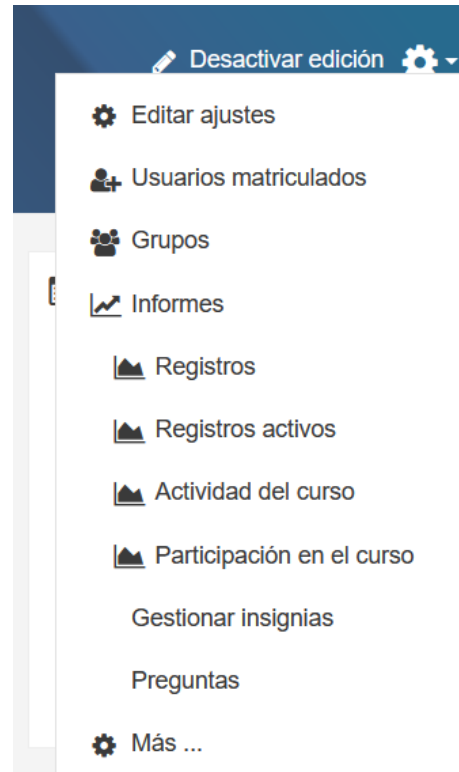 Desactivar edición
Editar ajustes
Usuarios matriculados
Grupos
Informes
Registros
Registros activos
Actividad del curso
Participación en el curso
Gestionar insignias
Preguntas
Más ...